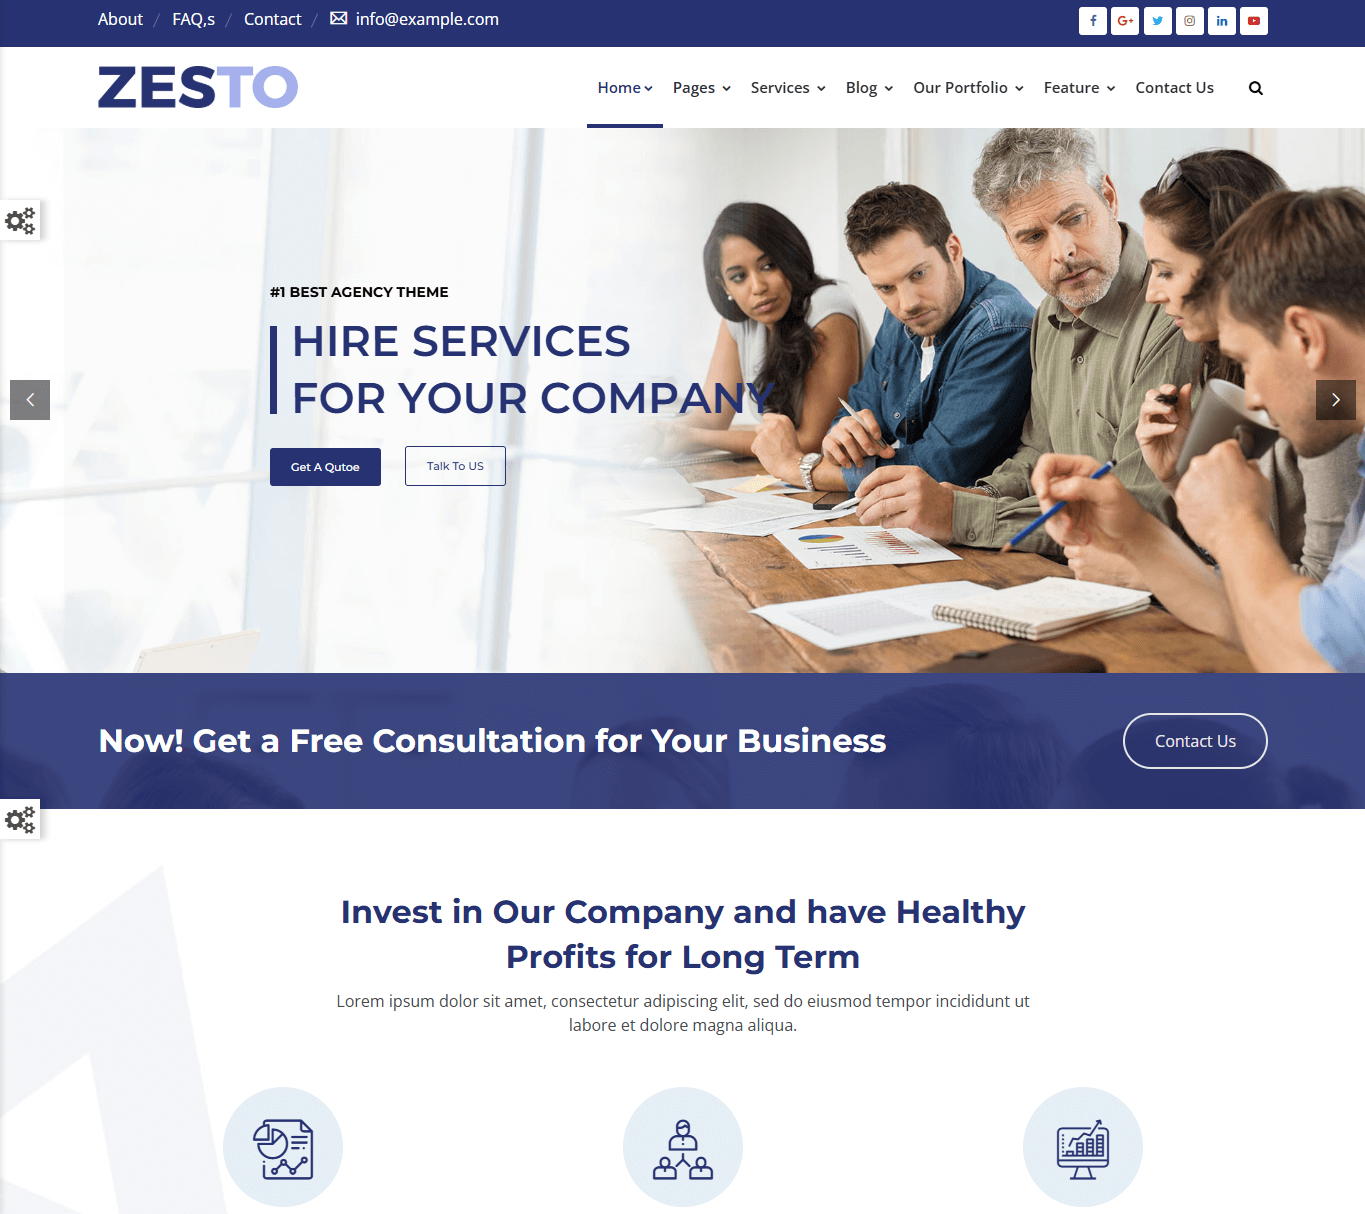 About / FAQ,s / Contact / info@example.com
ZESTO
Home Pages Services Blog Our Portfolio Feature Contact Us
#1 BEST AGENCY THEME
HIRE SERVICES
FOR YOUR COMPANY
Get A Qutoe Talk To US
Now! Get a Free Consultation for Your Business
Contact Us
Invest in Our Company and have Healthy
Profits for Long Term
Lorem ipsum dolor sit amet, consectetur adipiscing elit, sed do eiusmod tempor incididunt ut
labore et dolore magna aliqua.